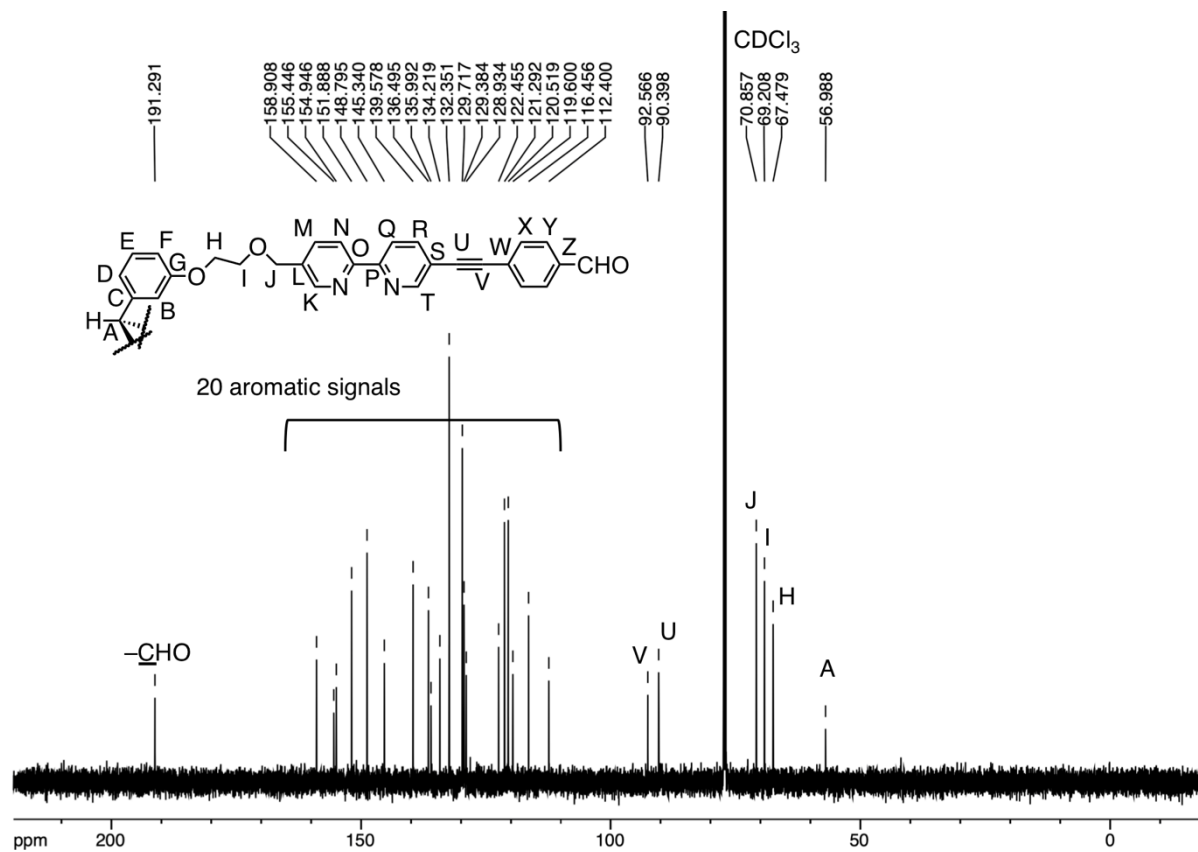 CDCl3
191.291
158.908
155.446
154.946
151.888
148.795
145.340
139.578
136.495
135.992
134.219
132.351
129.717
129.384
128.934
122.455
121.292
120.519
119.600
116.456
112.400
92.566
90.398
70.857
69.208
67.479
56.988
M N Q R U X Y
E F H O O S W Z CHO
D G O I J L P V
C N N
B K T
H A
20 aromatic signals
J
I
H
–CHO
V U
A
ppm 200 150 100 50 0